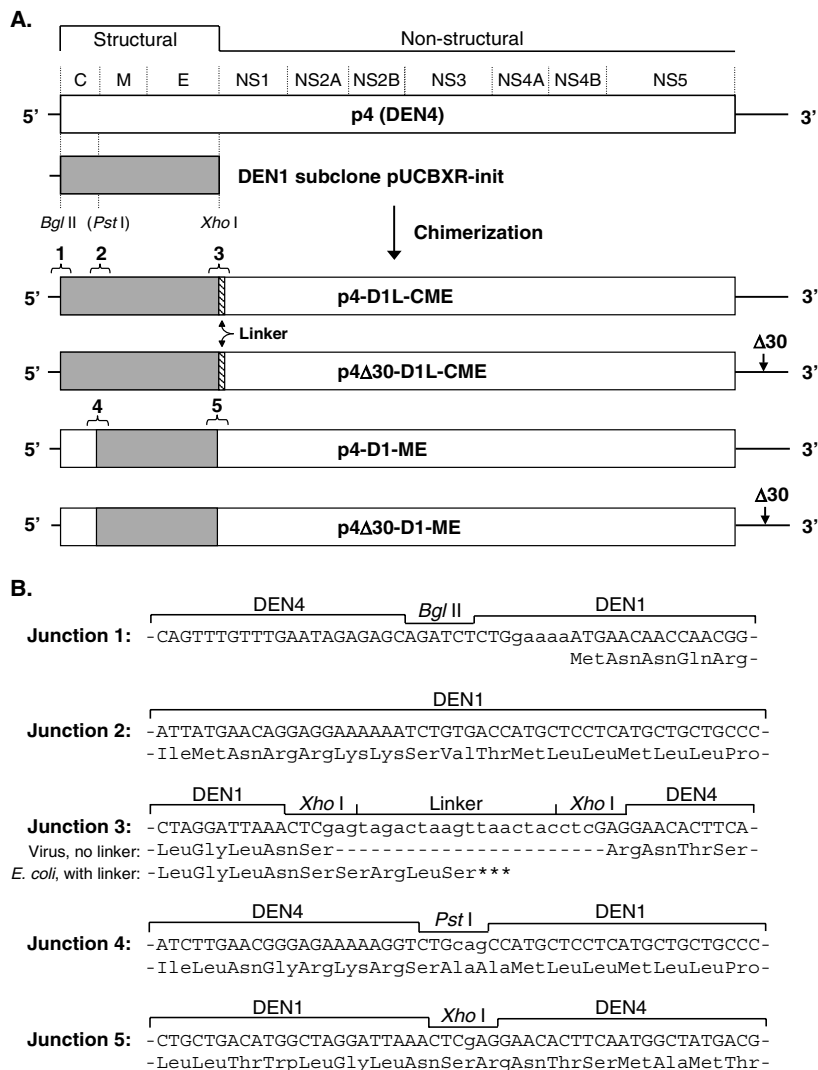 A.
Structural Non-structural
C M E NS1 NS2A NS2B NS3 NS4A NS4B NS5
5' p4 (DEN4) 3'
DEN1 subclone pUCBXR-init
Bgl II (Pst I) Xho I
Chimerization
1 2 3
5' p4-D1L-CME 3'
Linker
Δ30
5' p4Δ30-D1L-CME 3'
4 5
5' p4-D1-ME 3'
Δ30
5' p4Δ30-D1-ME 3'
B.
DEN4 Bgl II DEN1
Junction 1: -CAGTTTGTTTGAATAGAGAGCAGATCTCTGgaaaaATGAACAACCAACGG-
MetAsnAsnGlnArg-
DEN1
Junction 2: -ATTATGAACAGGAGGAAAAAATCTGTGACCATGCTCCTCATGCTGCTGCCC-
-IleMetAsnArgArgLysLysSerValThrMetLeuLeuMetLeuLeuPro-
DEN1 Xho I Linker Xho I DEN4
Junction 3: -CTAGGATTAAACTCgagtagactaagttaactacctcGAGGAACACTTCA-
Virus, no linker: -LeuGlyLeuAsnSer-----------------------ArgAsnThrSer-
E. coli, with linker: -LeuGlyLeuAsnSerSerArgLeuSer***
DEN4 Pst I DEN1
Junction 4: -ATCTTGAACGGGAGAAAAAGGTCTGcagCCATGCTCCTCATGCTGCTGCCC-
-IleLeuAsnGlyArgLysArgSerAlaAlaMetLeuLeuMetLeuLeuPro-
DEN1 Xho I DEN4
Junction 5: -CTGCTGACATGGCTAGGATTAAACTCgAGGAACACTTCAATGGCTATGACG-
-LeuLeuThrTrpLeuGlyLeuAsnSerArgAsnThrSerMetAlaMetThr-